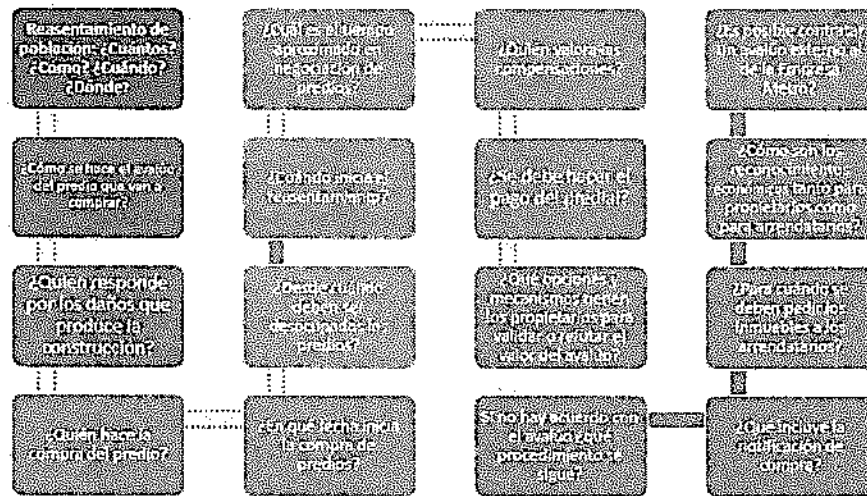 Reasentamiento de
población: ¿Cuántos?
¿Cómo? ¿Cuándo?
¿Dónde?
¿Cómo se hace el avalúo
del predio que van a
comprar?
¿Quién responde
por los daños que
produce la
construcción?
¿Quién hace la
compra del predio?
¿En qué fecha inicia
la compra de
predios?
¿Desde cuándo
deben ser
desocupados los
predios?
¿Cuándo inicia el
reasentamiento?
¿Cuál es el tiempo
aproximado en
negociación de
predios?
¿Quién valora las
compensaciones?
¿Se debe hacer el
pago del predial?
¿Qué opciones y
mecanismos tienen
los propietarios para
validar o refutar el
valor del avalúo?
Si no hay acuerdo con
el avalúo ¿qué
procedimiento se
sigue?
¿Qué incluye la
notificación de
compra?
¿Para cuándo se
deben pedir los
inmuebles a los
arrendatarios?
¿Cómo son los
reconocimientos
económicos tanto para
propietarios como
para arrendatarios?
¿Es posible contratar
un avalúo externo al
de la Empresa
Metro?